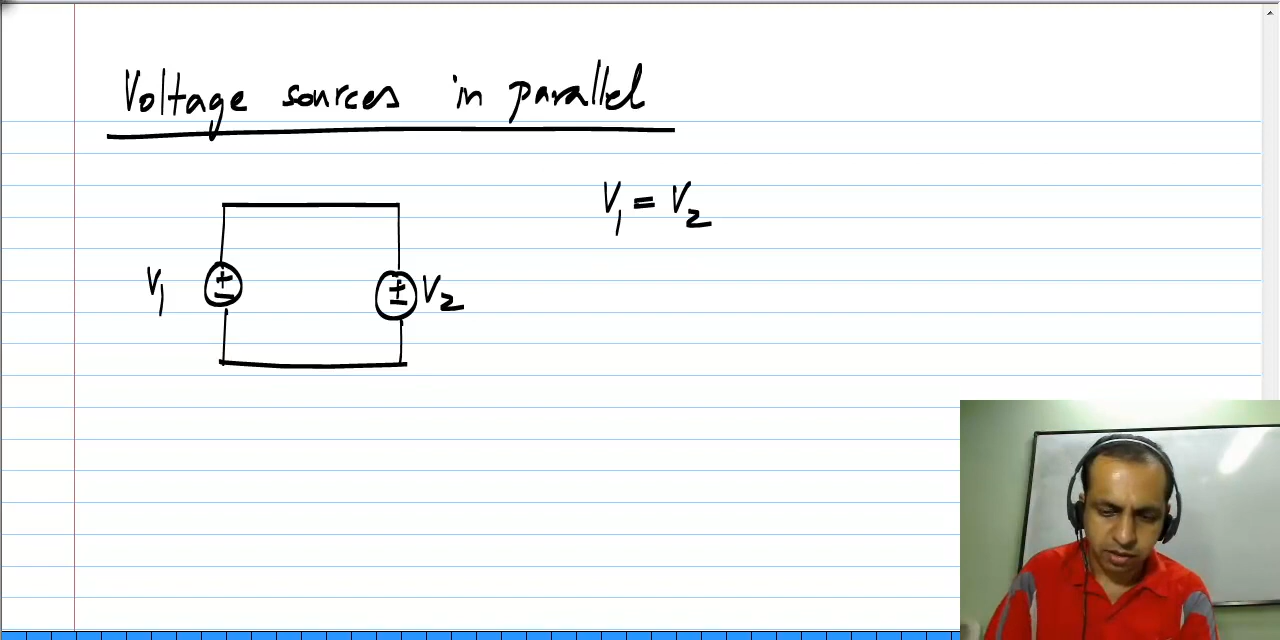 Voltage sources in parallel
V1 = V2
V1 + - + - V2